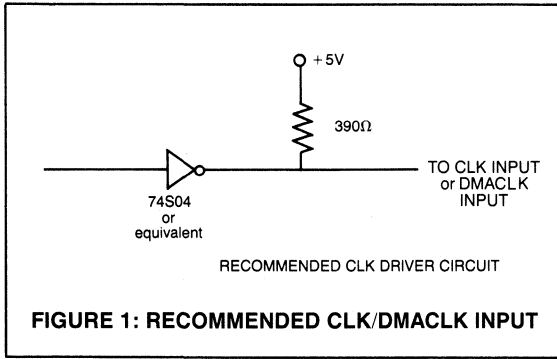 +5V
390Ω
TO CLK INPUT
or DMACLK
INPUT
74S04
or
equivalent
RECOMMENDED CLK DRIVER CIRCUIT
FIGURE 1: RECOMMENDED CLK/DMACLK INPUT